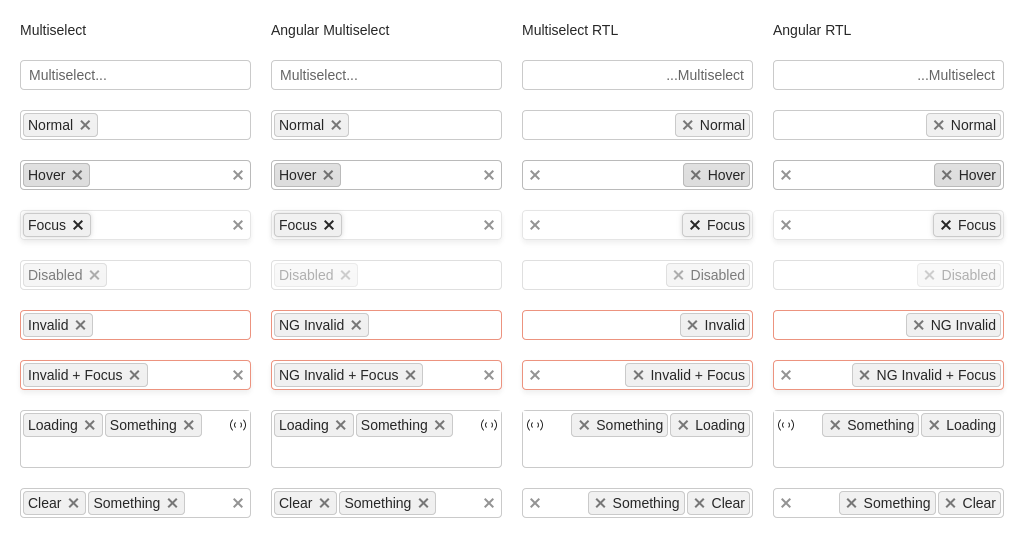 Multiselect Angular Multiselect Multiselect RTL Angular RTL
Multiselect... Multiselect... ...Multiselect ...Multiselect
Normal Normal Normal Normal
Hover Hover Hover Hover
Focus Focus Focus Focus
Disabled Disabled Disabled Disabled
Invalid NG Invalid Invalid NG Invalid
Invalid + Focus NG Invalid + Focus Invalid + Focus NG Invalid + Focus
Loading Something Loading Something Something Loading Something Loading
Clear Something Clear Something Something Clear Something Clear